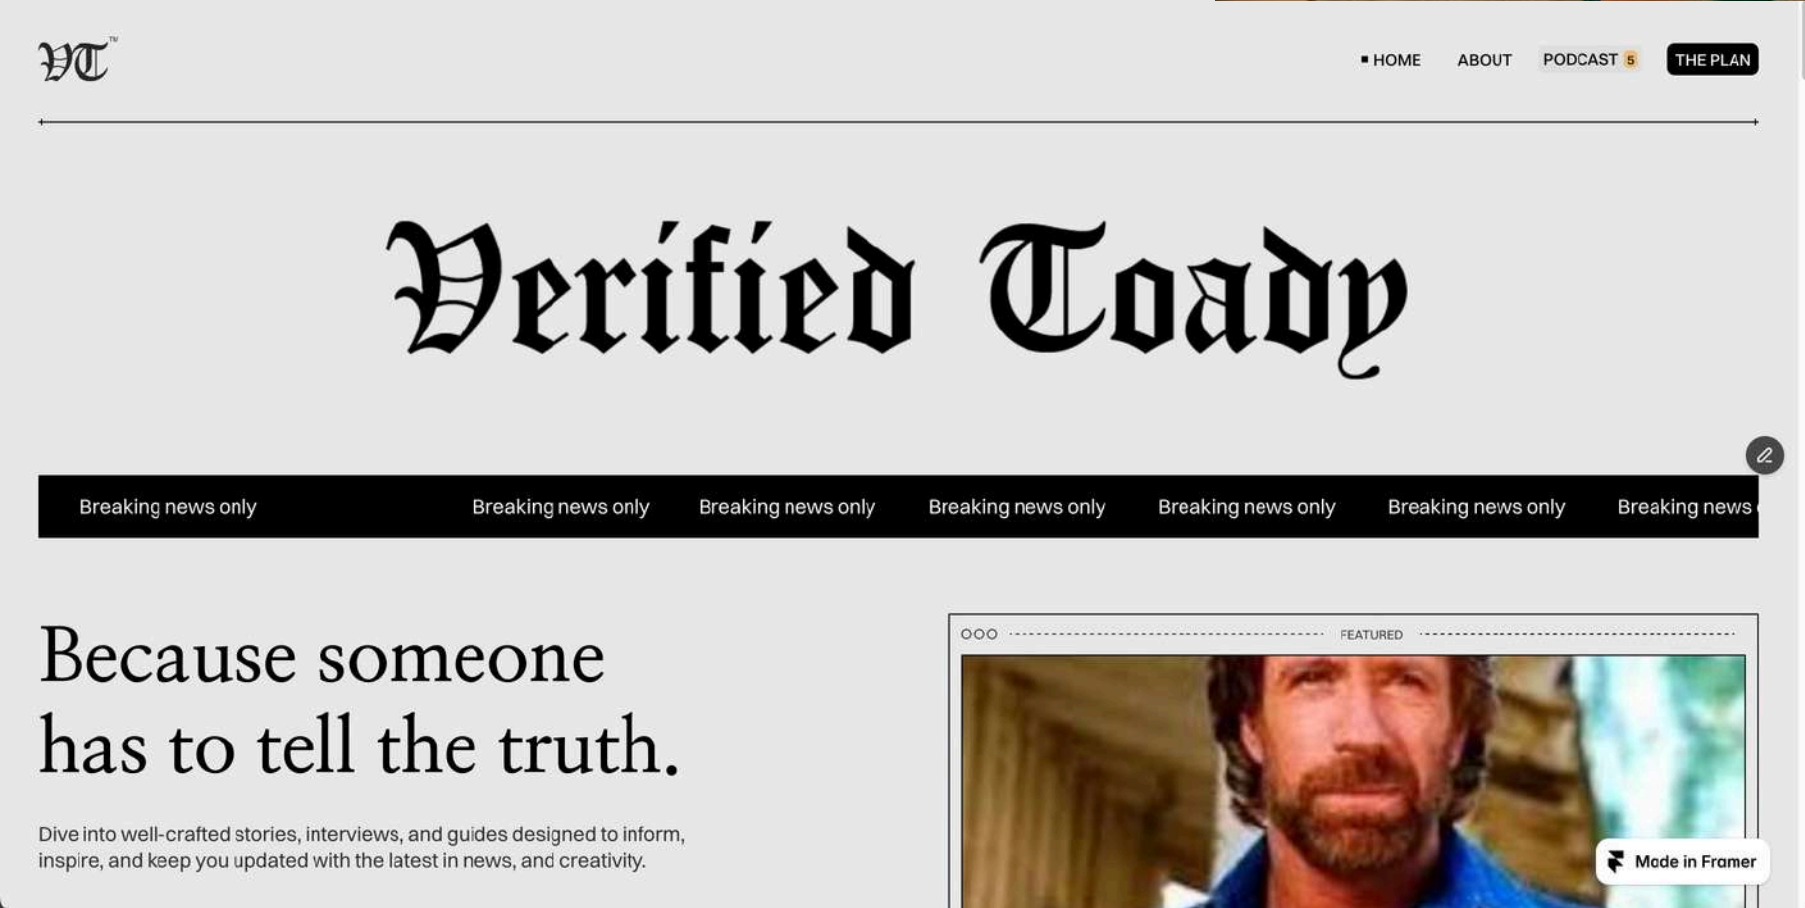 VT™
HOME ABOUT PODCAST 5 THE PLAN
Verified Toady
Breaking news only Breaking news only Breaking news only Breaking news only Breaking news only Breaking news only Breaking news
Because someone
has to tell the truth.
Dive into well-crafted stories, interviews, and guides designed to inform,
inspire, and keep you updated with the latest in news, and creativity.
FEATURED
Made in Framer